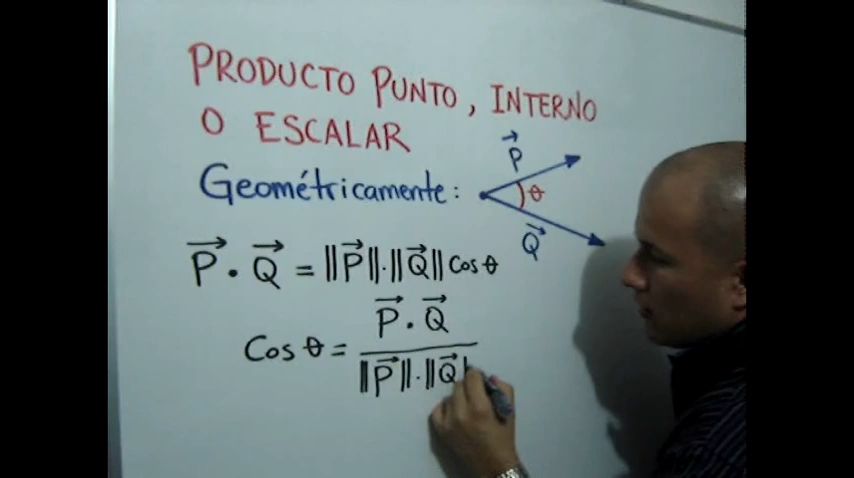 PRODUCTO PUNTO, INTERNO
O ESCALAR
Geométricamente:
P⃗
θ
Q⃗
P⃗ · Q⃗ = ||P⃗||·||Q⃗|| Cos θ
P⃗ · Q⃗
Cos θ =
||P⃗||·||Q⃗|